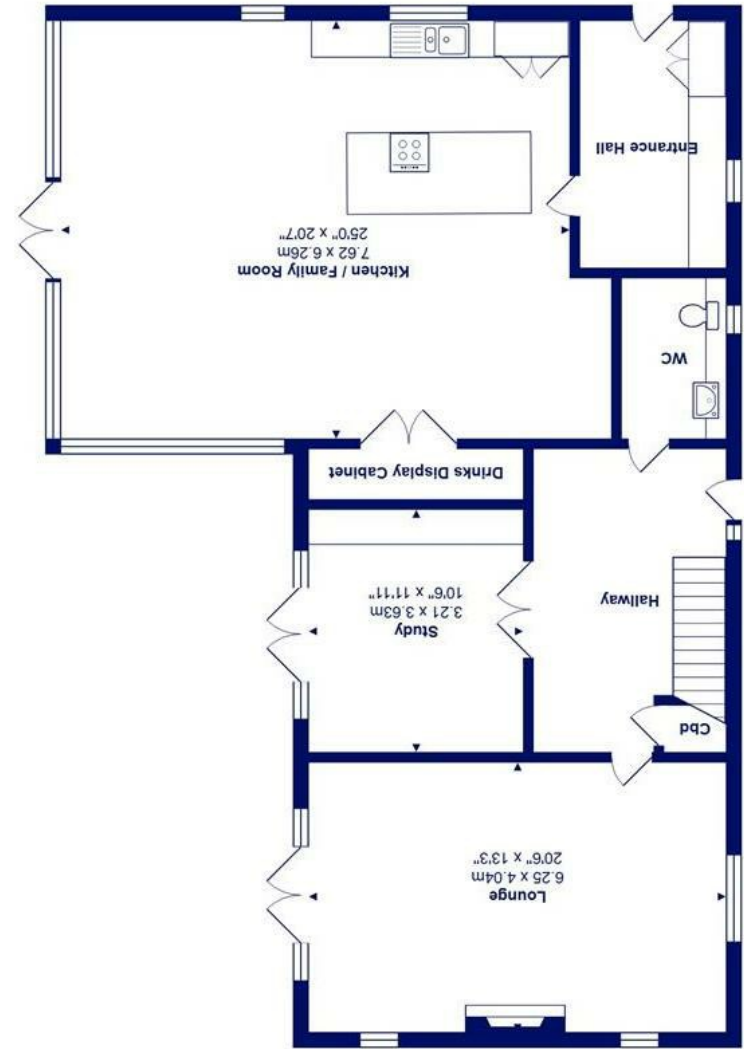 Lounge
6.25 x 4.04m
20'6" x 13'3"
Cbd
Hallway
Study
3.21 x 3.63m
10'6" x 11'11"
Drinks Display Cabinet
WC
Kitchen / Family Room
7.62 x 6.26m
25'0" x 20'7"
Entrance Hall